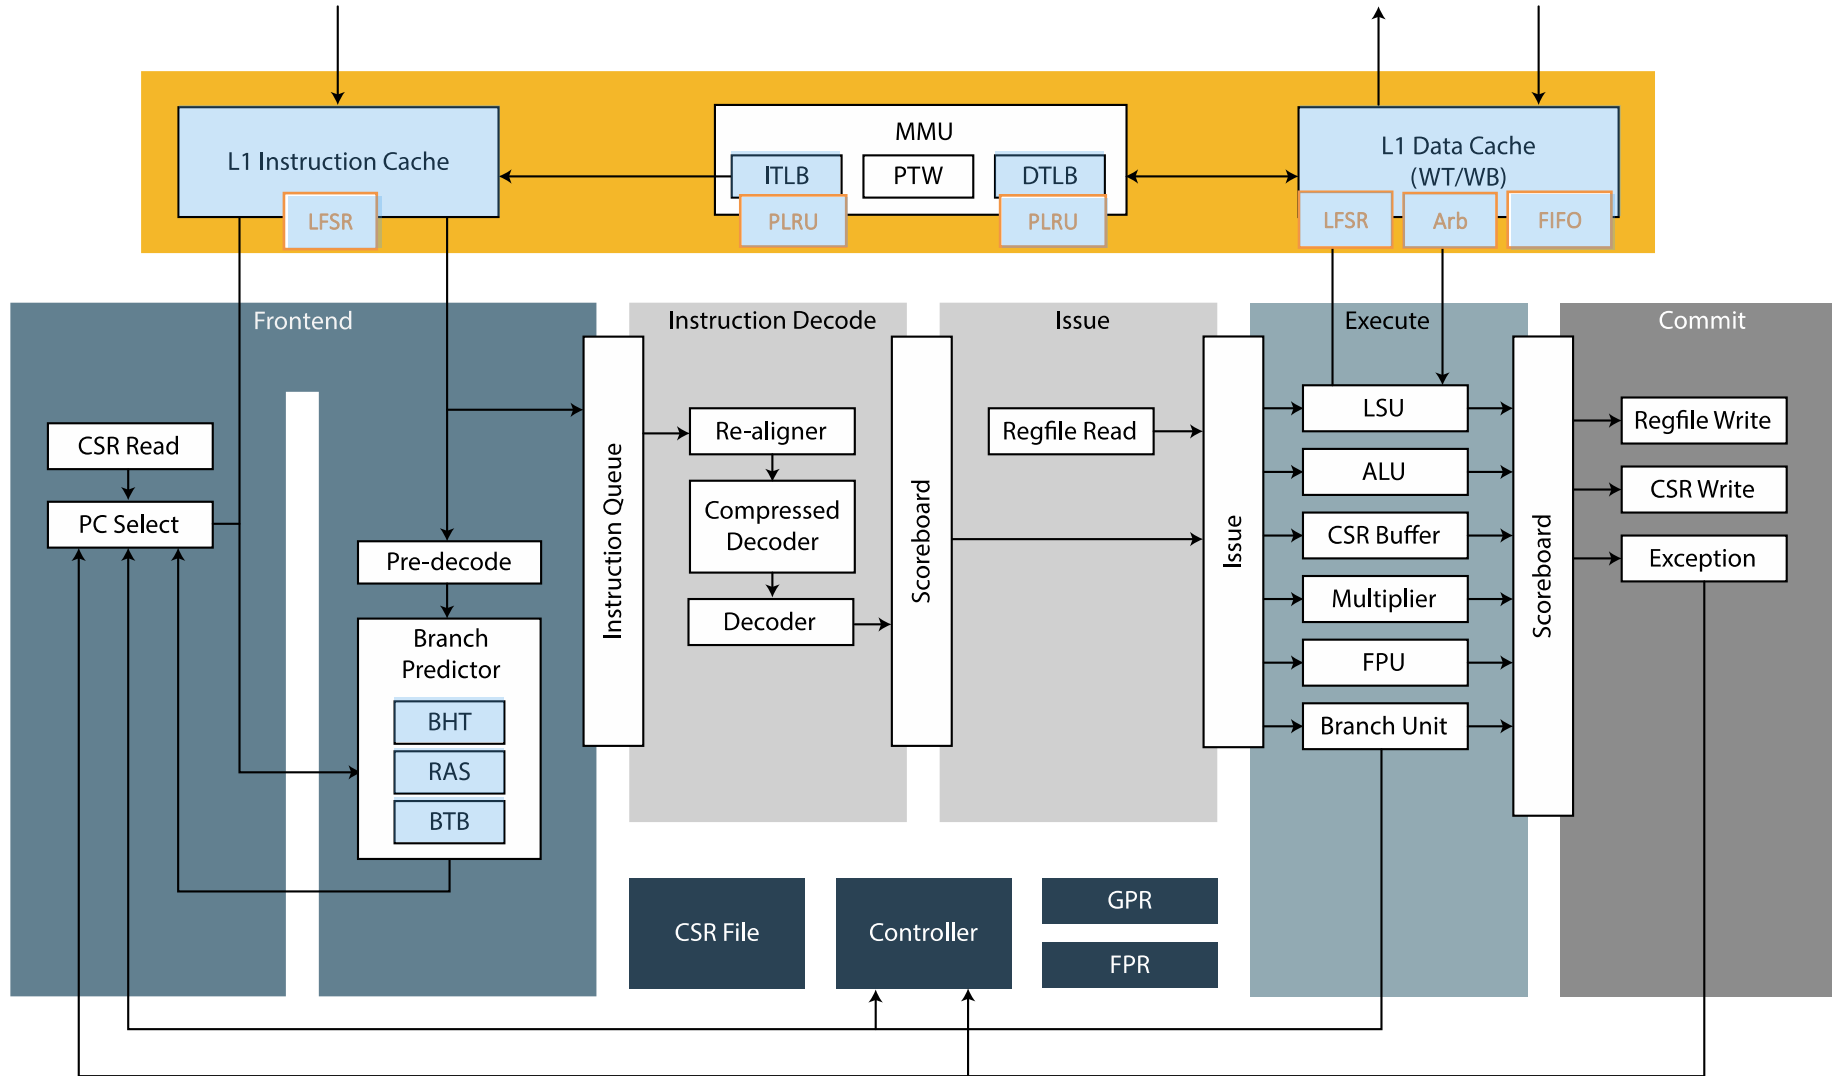 MMU
L1 Instruction Cache
ITLB
PTW
DTLB
L1 Data Cache
(WT/WB)
LFSR
PLRU
PLRU
LFSR
Arb
FIFO
Frontend
Instruction Decode
Issue
Execute
Commit
CSR Read
PC Select
Pre-decode
Branch
Predictor
BHT
RAS
BTB
Instruction Queue
Re-aligner
Compressed
Decoder
Decoder
Scoreboard
Regfile Read
Issue
LSU
ALU
CSR Buffer
Multiplier
FPU
Branch Unit
Scoreboard
Regfile Write
CSR Write
Exception
CSR File
Controller
GPR
FPR